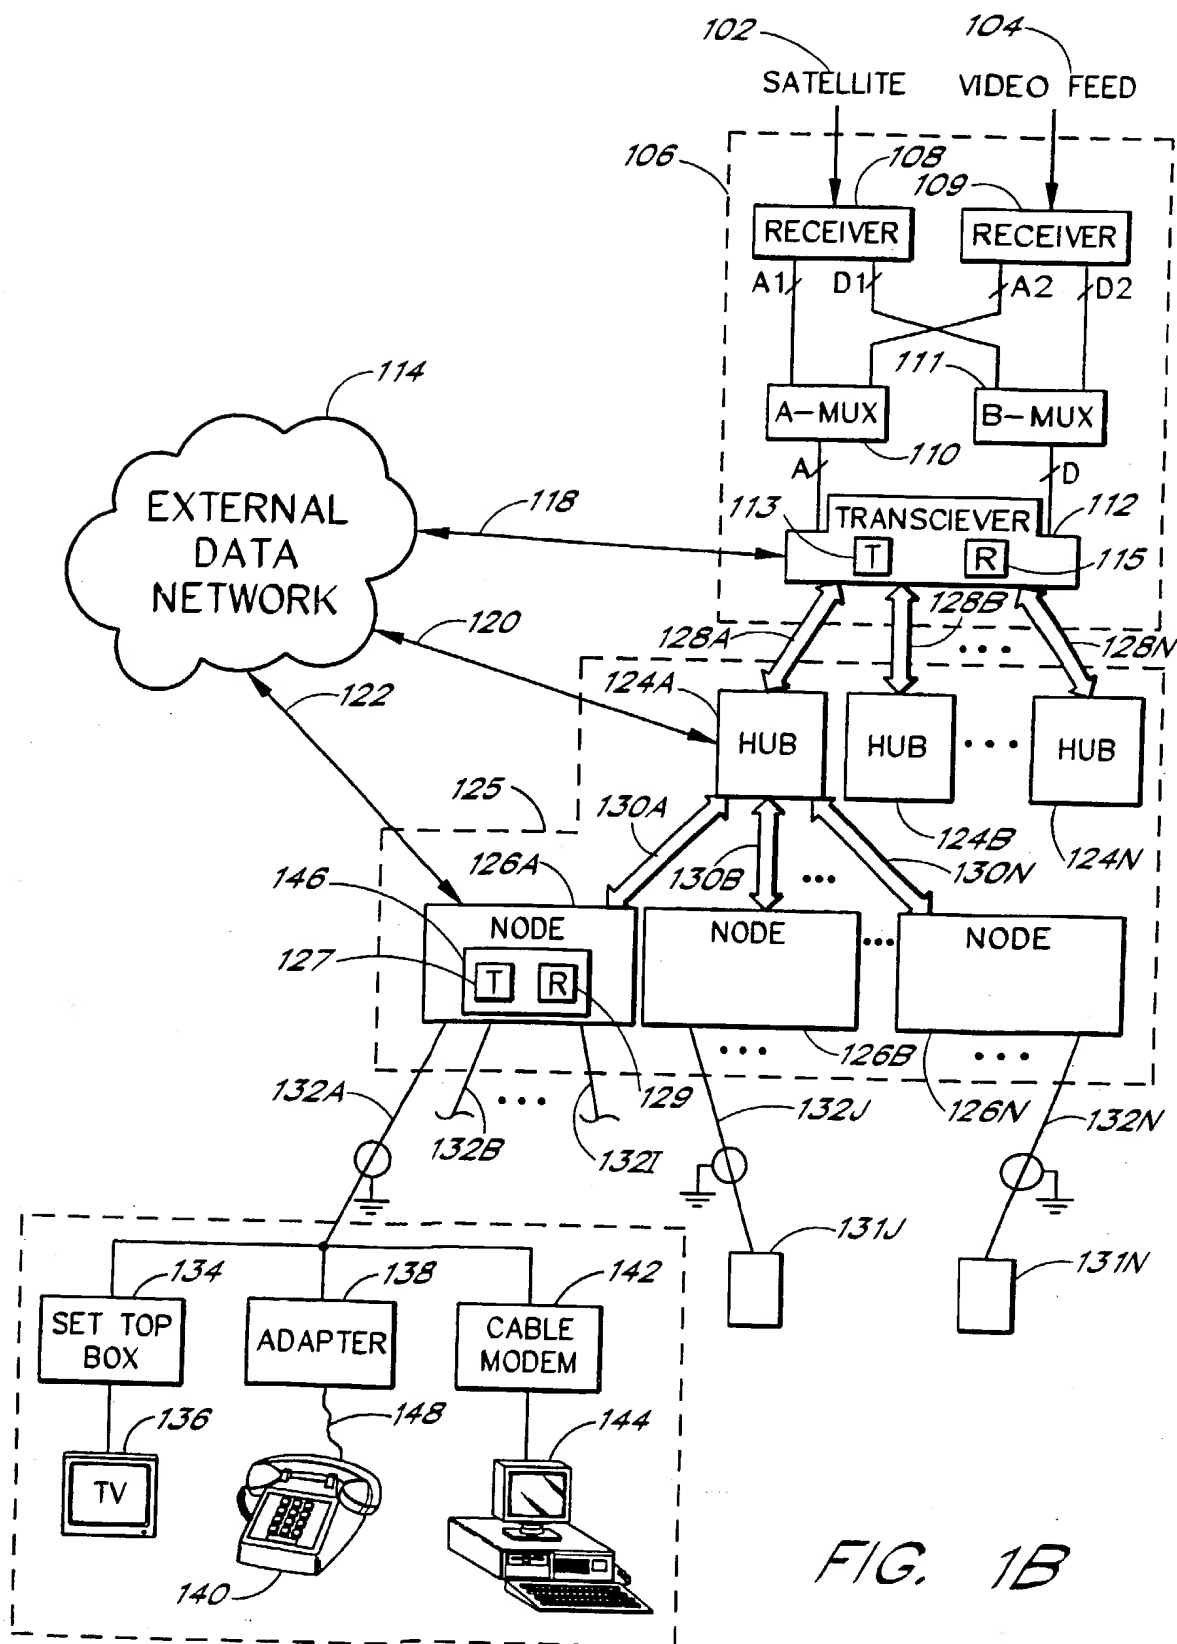 102
104
SATELLITE
VIDEO FEED
106
108
109
RECEIVER
RECEIVER
A1
D1
A2
D2
114
111
A-MUX
B-MUX
110
A
D
EXTERNAL
DATA
NETWORK
118
113
TRANSCIEVER
112
T
R
115
120
128A
128B
...
128N
122
124A
HUB
HUB
...
HUB
125
130A
124B
124N
130B
...
130N
146
126A
NODE
NODE
...
NODE
127
T
R
...
126B
...
132A
132B
...
129
132I
132J
126N
132N
131J
131N
134
138
142
SET TOP
BOX
ADAPTER
CABLE
MODEM
136
148
144
TV
140
FIG. 1B